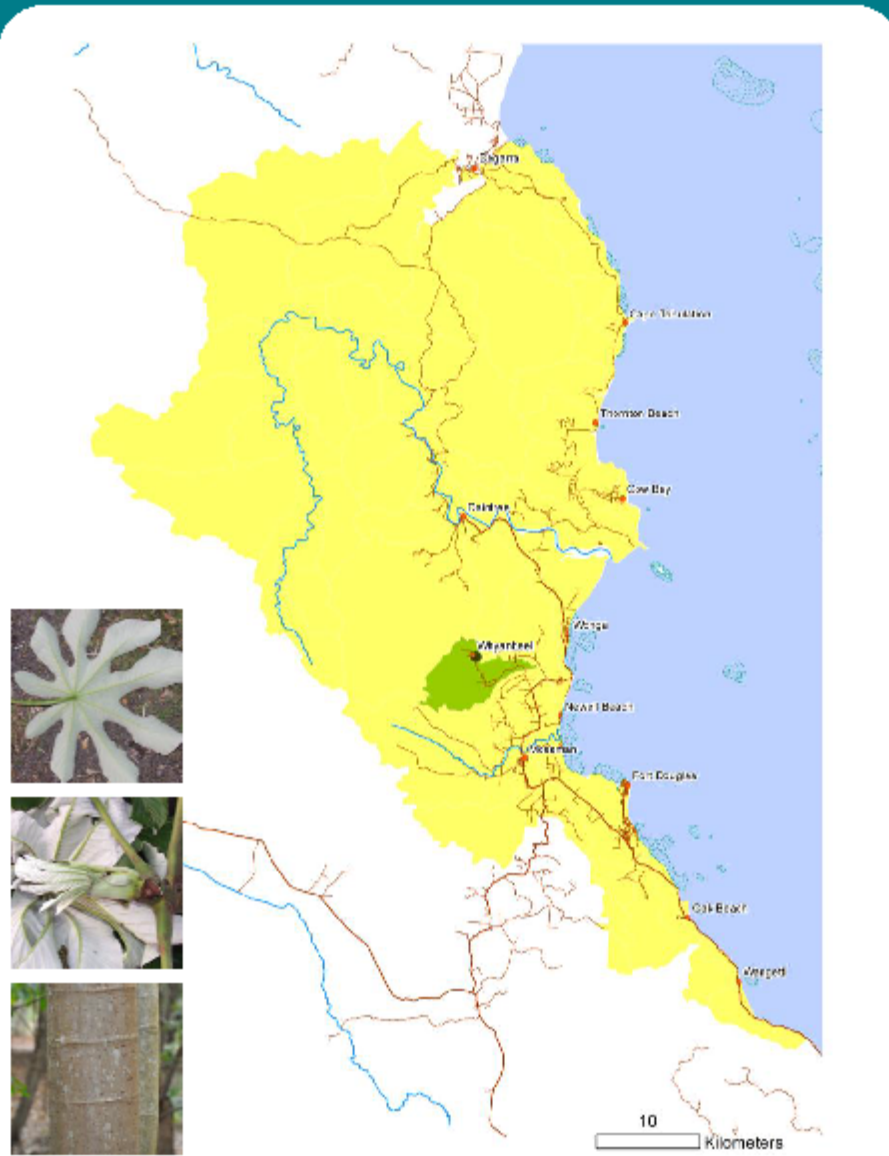 Degarra
Cape Tribulation
Thornton Beach
Cow Bay
Daintree
Wonga
Whyanbeel
Newell Beach
Mossman
Port Douglas
Oak Beach
Wangetti
10
Kilometers